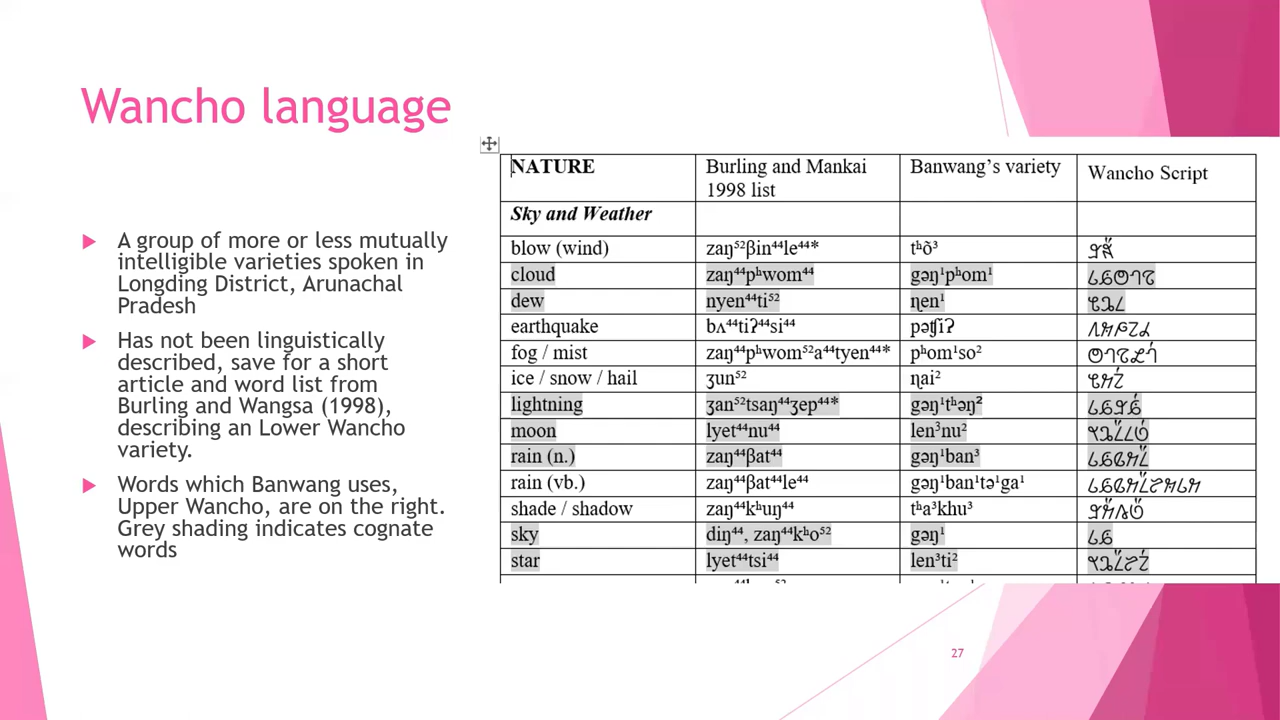 Wancho language
A group of more or less mutually
intelligible varieties spoken in
Longding District, Arunachal
Pradesh
Has not been linguistically
described, save for a short
article and word list from
Burling and Wangsa (1998),
describing an Lower Wancho
variety.
Words which Banwang uses,
Upper Wancho, are on the right.
Grey shading indicates cognate
words
NATURE Burling and Mankai Banwang’s variety Wancho Script
1998 list
Sky and Weather
blow (wind) zaŋ⁵²βin⁴⁴le⁴⁴* tʰõ³
cloud zaŋ⁴⁴pʰwom⁴⁴ gəŋ¹pʰom¹
dew nyen⁴⁴ti⁵² ɳen¹
earthquake bʌ⁴⁴tiʔ⁴⁴si⁴⁴ pəʧiʔ
fog / mist zaŋ⁴⁴pʰwom⁵²a⁴⁴tyen⁴⁴* pʰom¹so²
ice / snow / hail ʒun⁵² ɳai²
lightning ʒan⁵²tsaŋ⁴⁴ʒep⁴⁴* gəŋ¹tʰəŋ²
moon lyet⁴⁴nu⁴⁴ len³nu²
rain (n.) zaŋ⁴⁴βat⁴⁴ gəŋ¹ban³
rain (vb.) zaŋ⁴⁴βat⁴⁴le⁴⁴ gəŋ¹ban¹tə¹ga¹
shade / shadow zaŋ⁴⁴kʰuŋ⁴⁴ tʰa³khu³
sky diŋ⁴⁴, zaŋ⁴⁴kʰo⁵² gəŋ¹
star lyet⁴⁴tsi⁴⁴ len³ti²
27